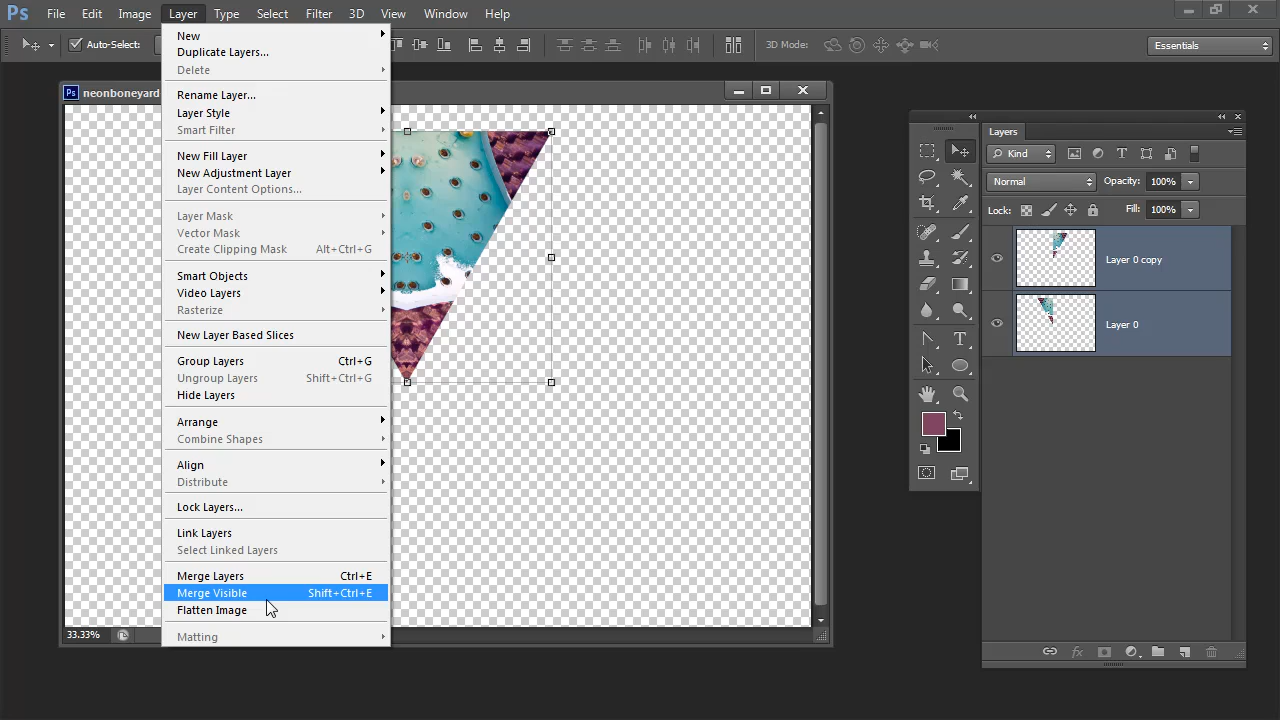 Ps File Edit Image Layer Type Select Filter 3D View Window Help
Auto-Select:
3D Mode:
Essentials
Ps neonboneyard
New
Duplicate Layers...
Delete
Rename Layer...
Layer Style
Smart Filter
New Fill Layer
New Adjustment Layer
Layer Content Options...
Layer Mask
Vector Mask
Create Clipping Mask Alt+Ctrl+G
Smart Objects
Video Layers
Rasterize
New Layer Based Slices
Group Layers Ctrl+G
Ungroup Layers Shift+Ctrl+G
Hide Layers
Arrange
Combine Shapes
Align
Distribute
Lock Layers...
Link Layers
Select Linked Layers
Merge Layers Ctrl+E
Merge Visible Shift+Ctrl+E
Flatten Image
Matting
33.33%
Layers
Kind
Normal Opacity: 100%
Lock: Fill: 100%
Layer 0 copy
Layer 0